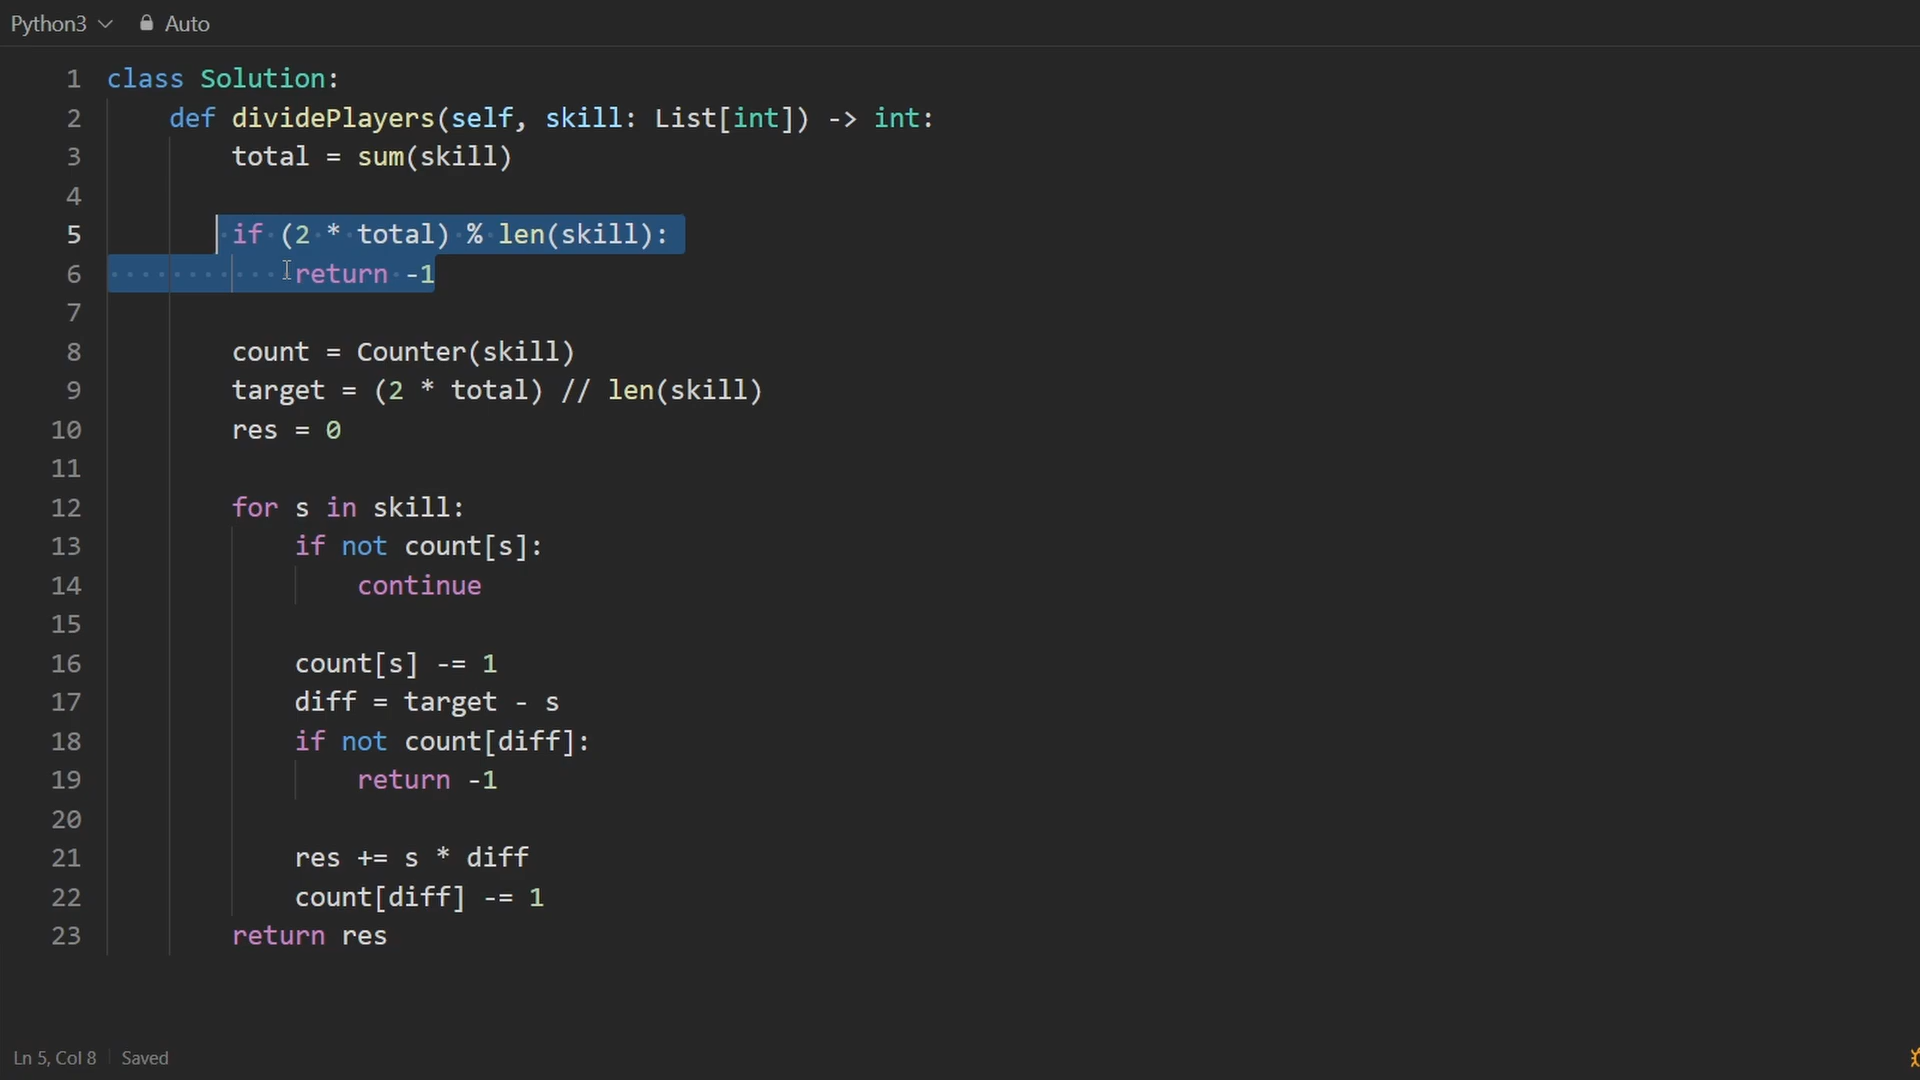 Python3 Auto
1 class Solution:
2 def dividePlayers(self, skill: List[int]) -> int:
3 total = sum(skill)
4
5 if (2 * total) % len(skill):
6 return -1
7
8 count = Counter(skill)
9 target = (2 * total) // len(skill)
10 res = 0
11
12 for s in skill:
13 if not count[s]:
14 continue
15
16 count[s] -= 1
17 diff = target - s
18 if not count[diff]:
19 return -1
20
21 res += s * diff
22 count[diff] -= 1
23 return res
Ln 5, Col 8 Saved